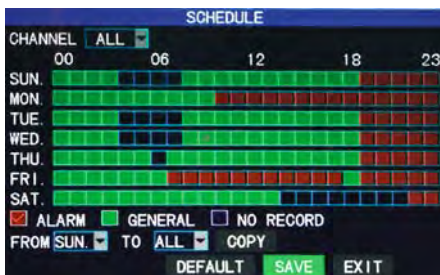 SCHEDULE
CHANNEL ALL
00 06 12 18 23
SUN.
MON.
TUE.
WED.
THU.
FRI.
SAT.
ALARM GENERAL NO RECORD
FROM SUN. TO ALL COPY
DEFAULT SAVE EXIT